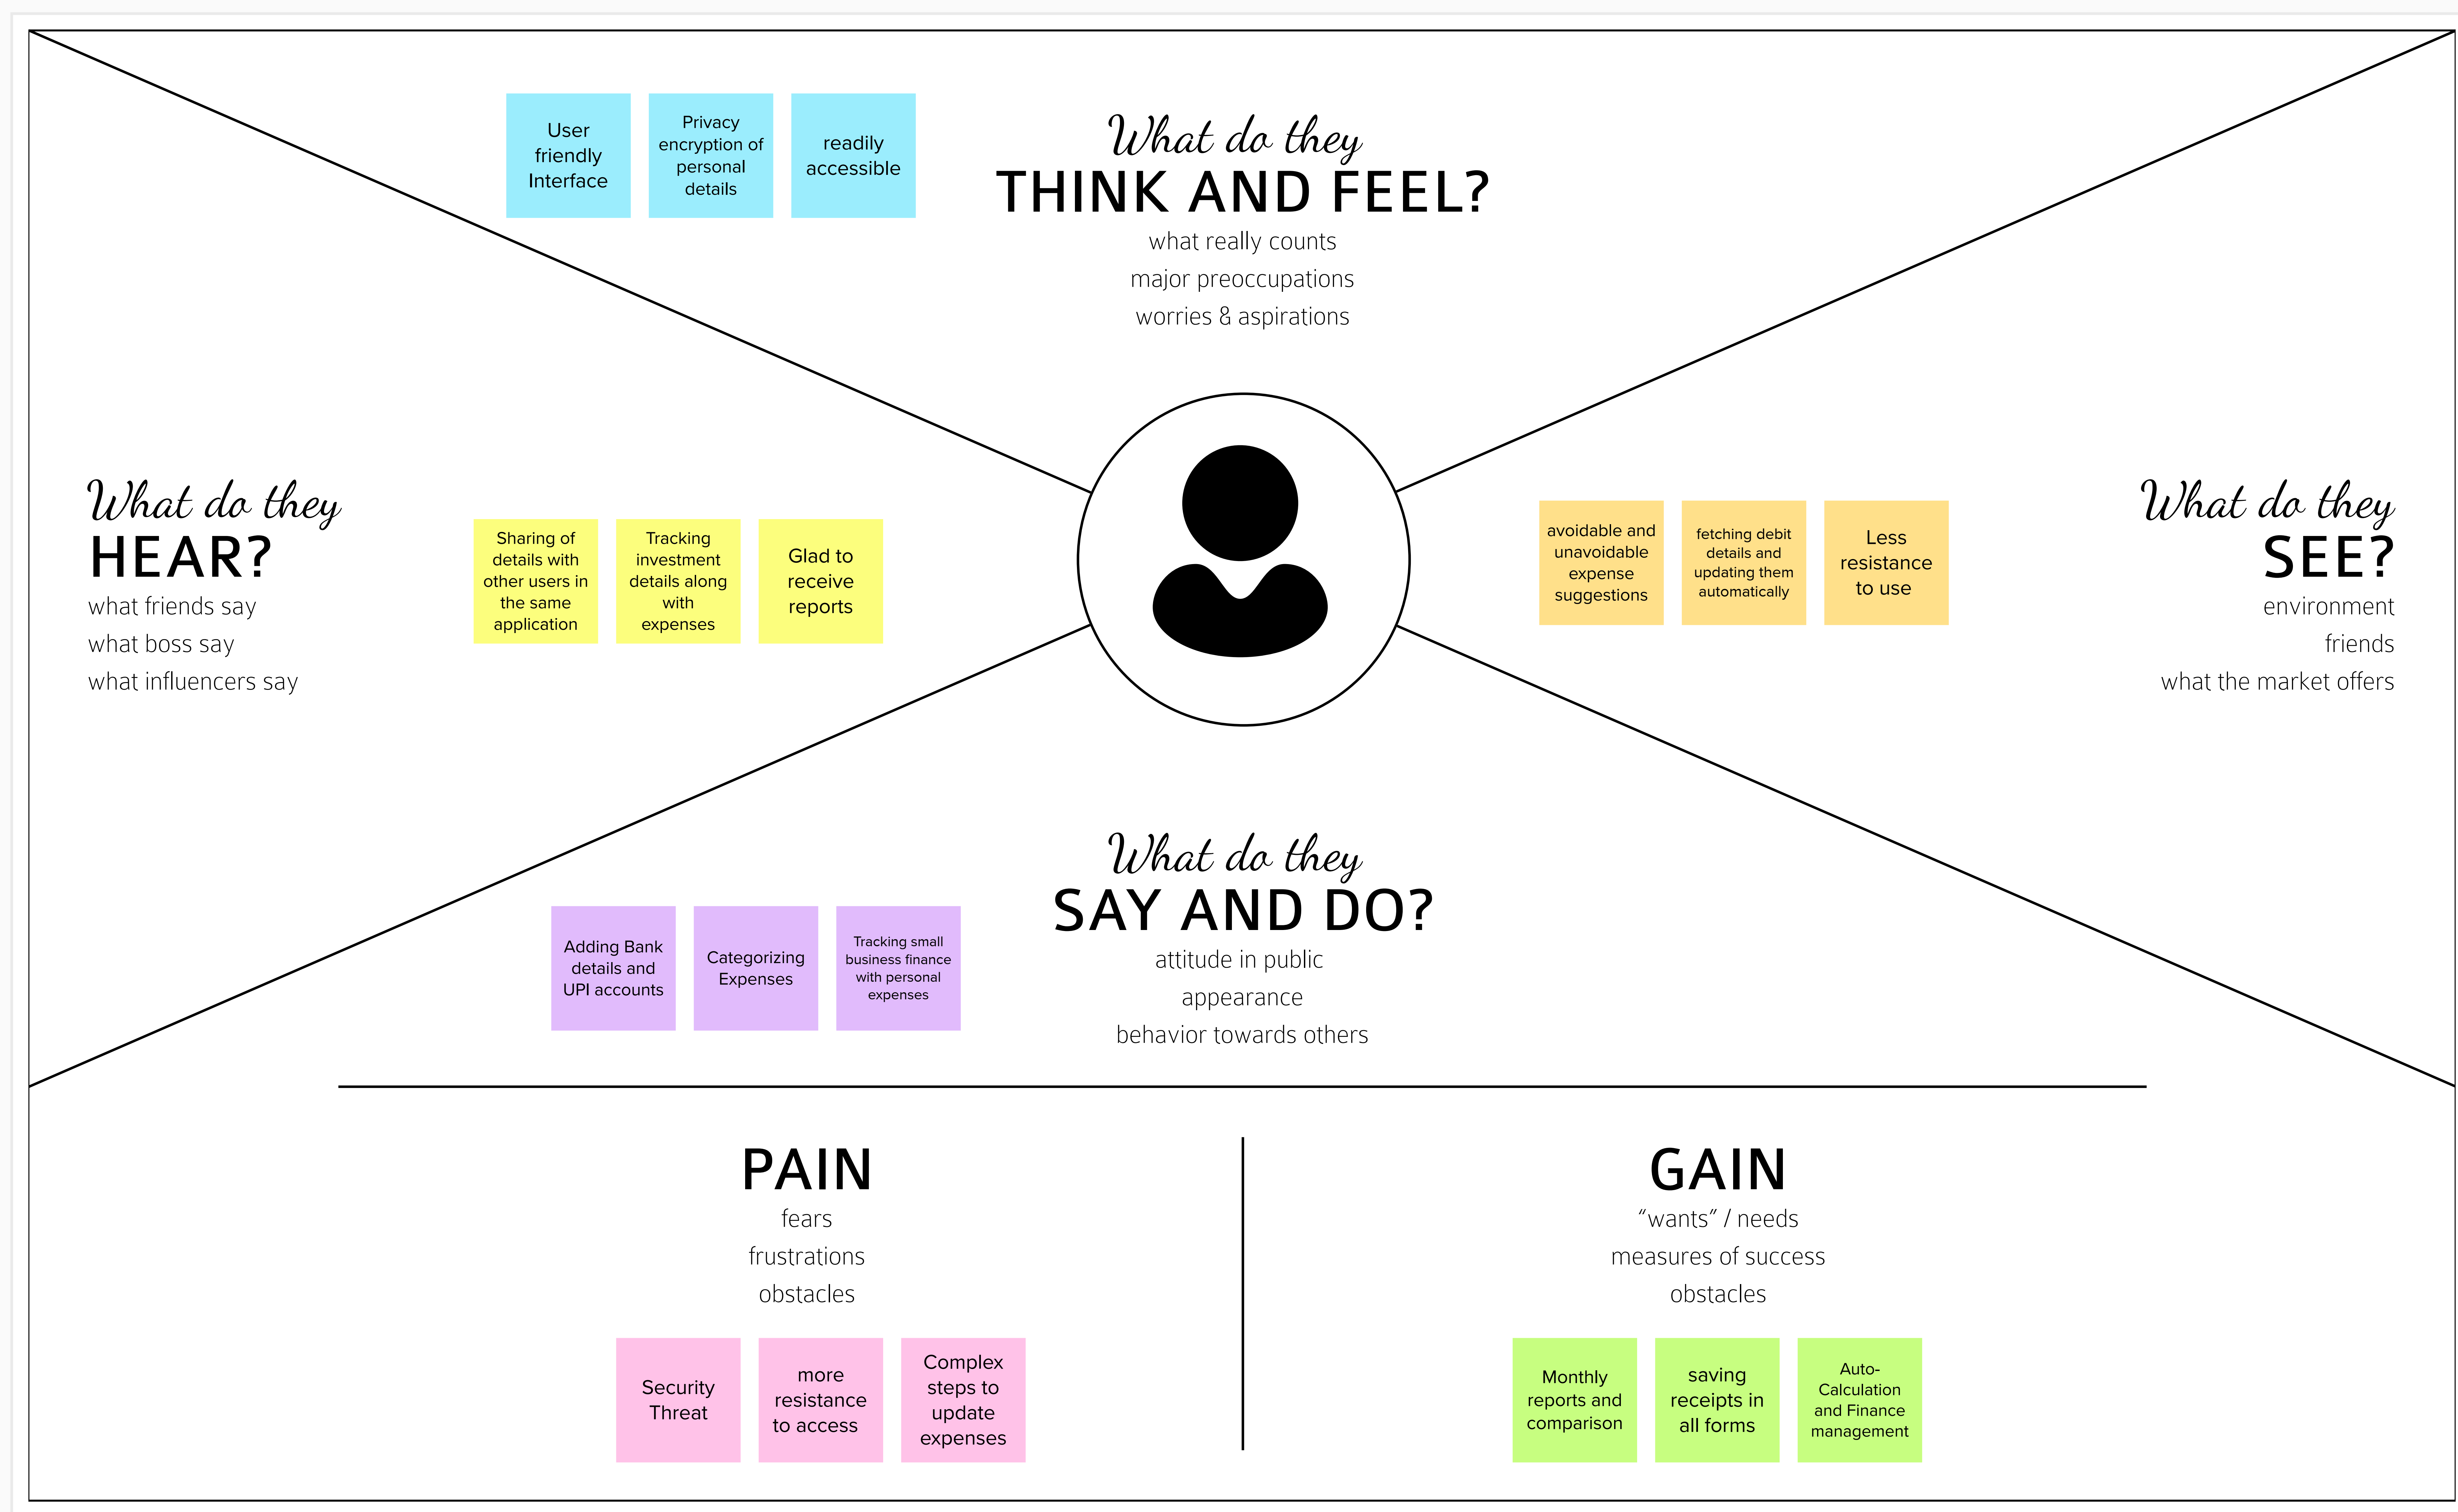 User
friendly
Interface
Privacy
encryption of
personal
details
readily
accessible
What do they
THINK AND FEEL?
what really counts
major preoccupations
worries & aspirations
What do they
HEAR?
what friends say
what boss say
what influencers say
Sharing of
details with
other users in
the same
application
Tracking
investment
details along
with
expenses
Glad to
receive
reports
avoidable and
unavoidable
expense
suggestions
fetching debit
details and
updating them
automatically
Less
resistance
to use
What do they
SEE?
environment
friends
what the market offers
What do they
SAY AND DO?
attitude in public
appearance
behavior towards others
Adding Bank
details and
UPI accounts
Categorizing
Expenses
Tracking small
business finance
with personal
expenses
PAIN
fears
frustrations
obstacles
Security
Threat
more
resistance
to access
Complex
steps to
update
expenses
GAIN
“wants” / needs
measures of success
obstacles
Monthly
reports and
comparison
saving
receipts in
all forms
Auto-
Calculation
and Finance
management